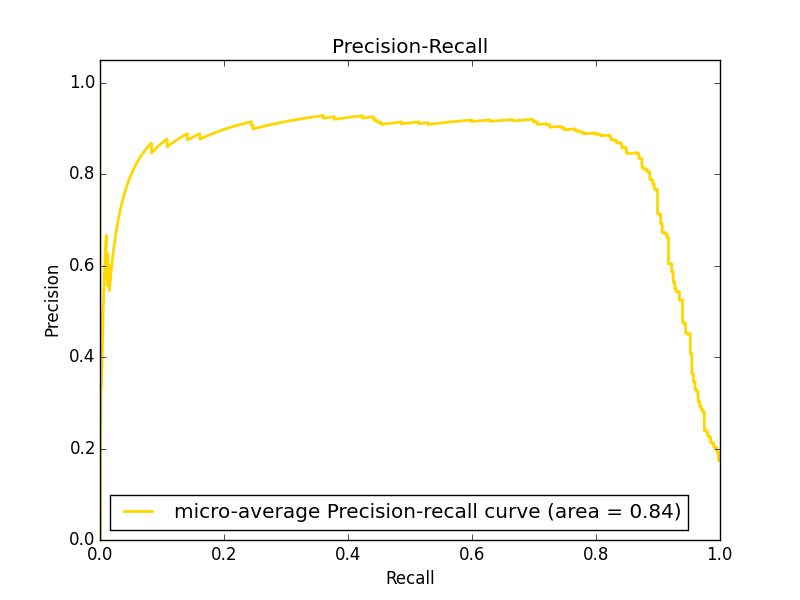 Precision-Recall
1.0
0.8
0.6
0.4
0.2
0.0
Precision
micro-average Precision-recall curve (area = 0.84)
0.0 0.2 0.4 0.6 0.8 1.0
Recall